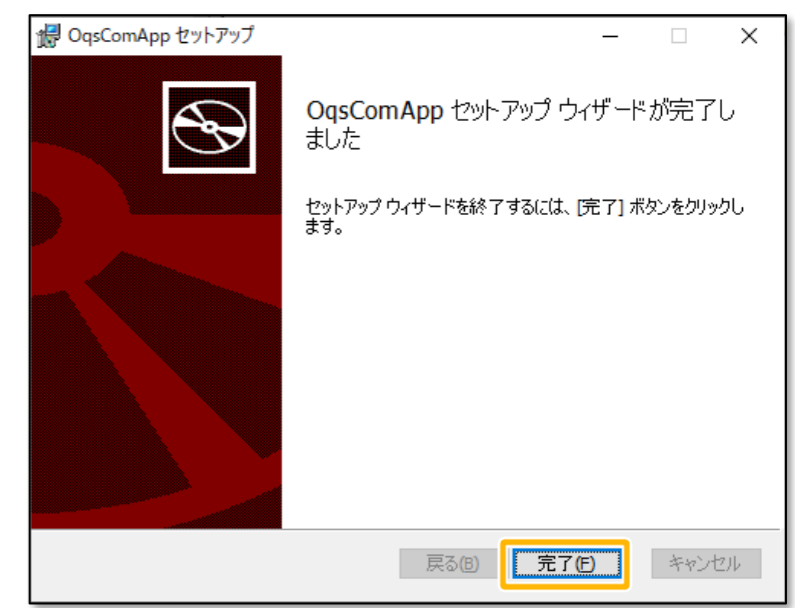 OqsComApp セットアップ
OqsComApp セットアップ ウィザードが完了し
ました
セットアップ ウィザードを終了するには、[完了] ボタンをクリックし
ます。
戻る(B)
完了(F)
キャンセル